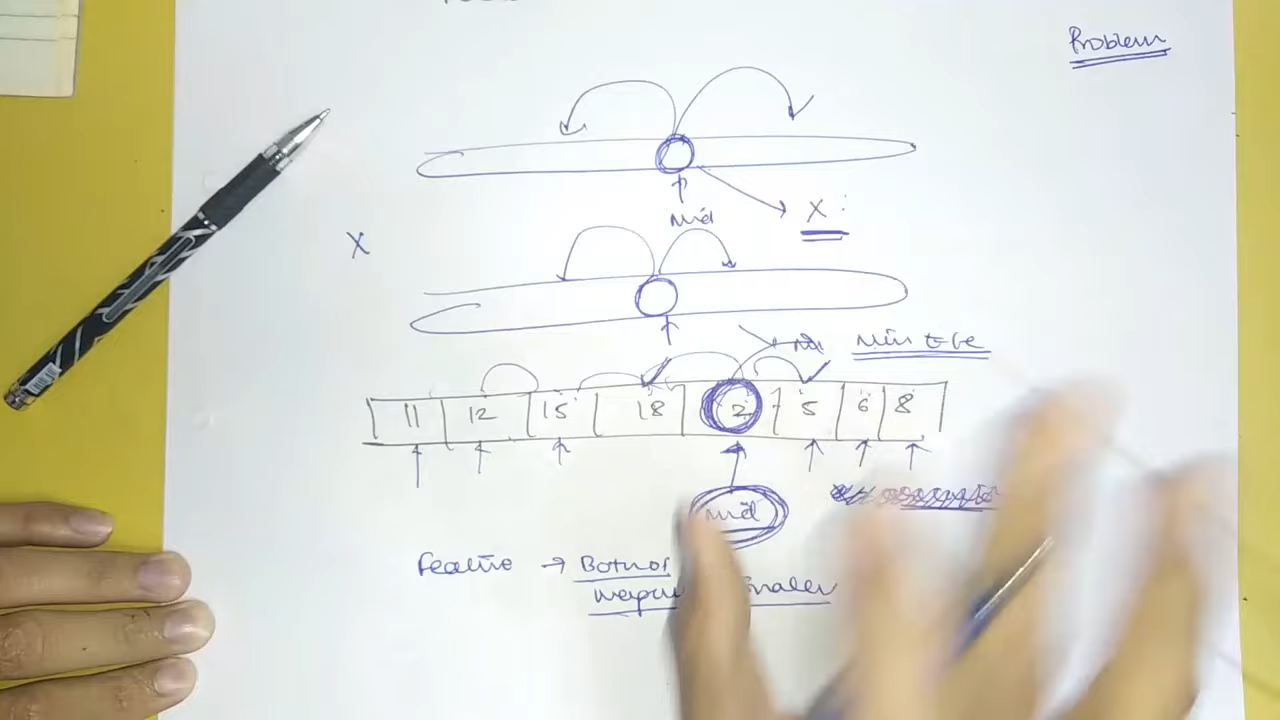 Problem
X
Mid
X
Min Ele
11 12 15 18 2 5 6 8
mid
Feature → Both of